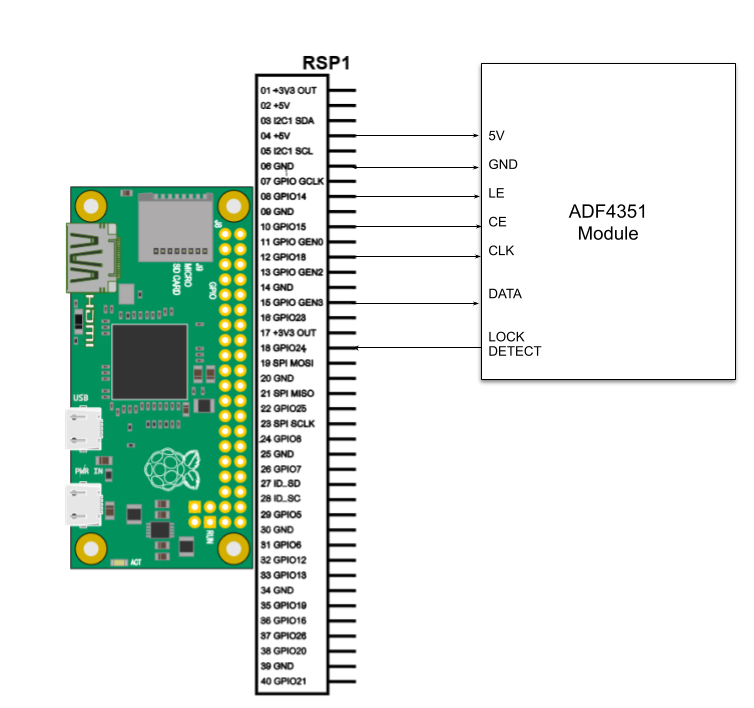 RSP1
01 +3V3 OUT
02 +5V
03 I2C1 SDA
04 +5V
05 I2C1 SCL
06 GND
07 GPIO GCLK
08 GPIO14
09 GND
10 GPIO15
11 GPIO GEN0
12 GPIO18
13 GPIO GEN2
14 GND
15 GPIO GEN3
16 GPIO23
17 +3V3 OUT
18 GPIO24
19 SPI MOSI
20 GND
21 SPI MISO
22 GPIO25
23 SPI SCLK
24 GPIO8
25 GND
26 GPIO7
27 ID_SD
28 ID_SC
29 GPIO5
30 GND
31 GPIO6
32 GPIO12
33 GPIO13
34 GND
35 GPIO19
36 GPIO16
37 GPIO26
38 GPIO20
39 GND
40 GPIO21
5V
GND
LE
CE
CLK
DATA
LOCK
DETECT
ADF4351
Module
J8
GPIO
J9
MICRO
SD CARD
HDMI
USB
PWR IN
RUN
ACT